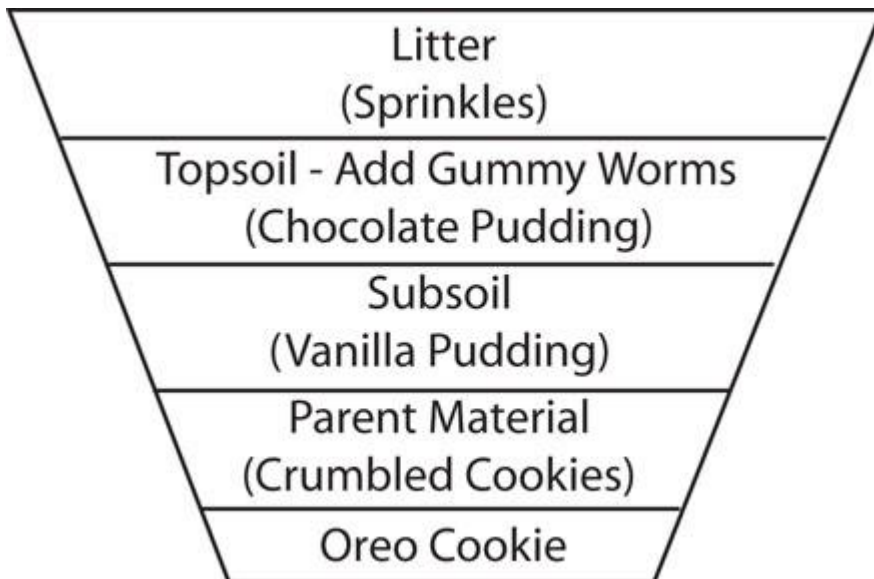 Litter
(Sprinkles)
Topsoil - Add Gummy Worms
(Chocolate Pudding)
Subsoil
(Vanilla Pudding)
Parent Material
(Crumbled Cookies)
Oreo Cookie